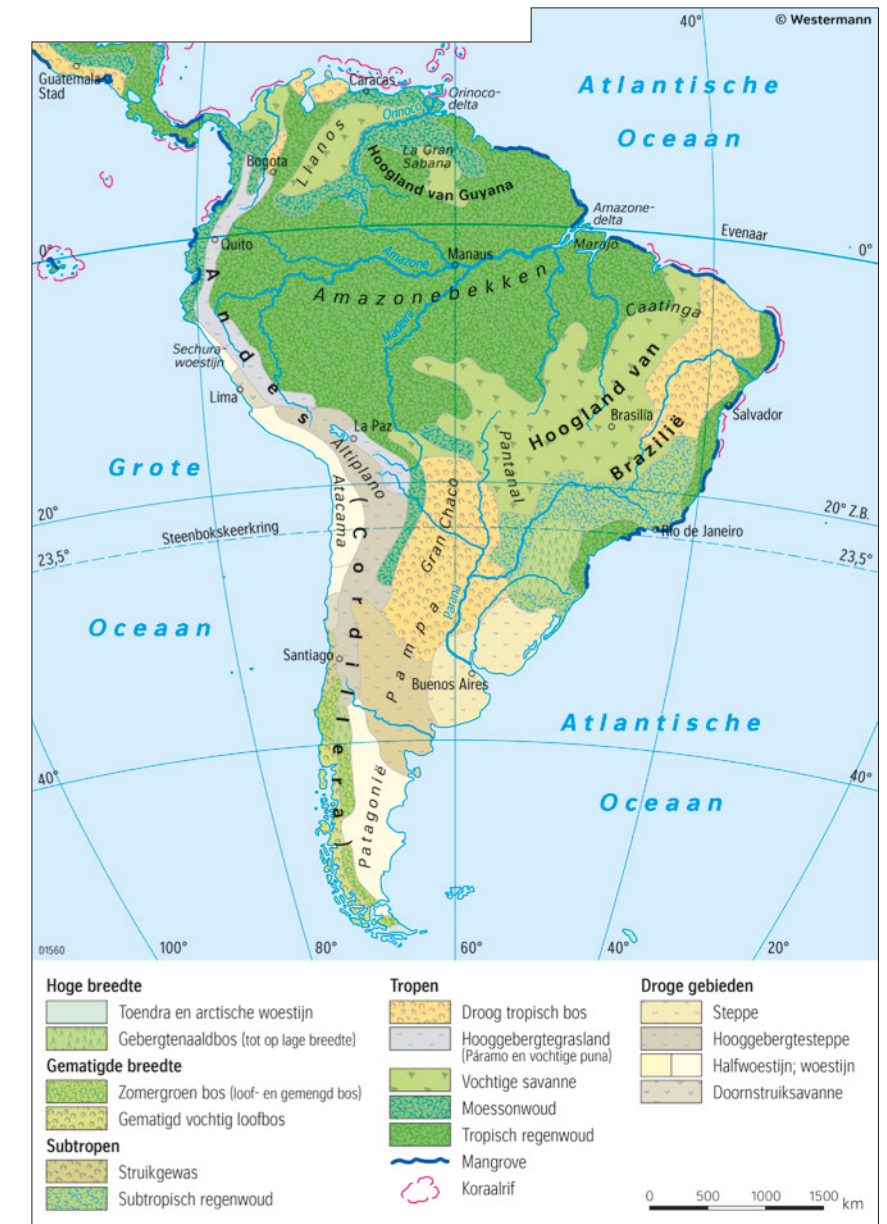 40°
© Westermann
Guatemala
Stad
Caracas
Orinoco-
delta
Orinoco
Atlantische
Oceaan
Llanos
La Gran
Sabana
Bogota
Hoogland van Guyana
Amazone-
delta
Evenaar
0°
Quito
Manaus
Marajó
0°
Amazone
Amazonebekken
Madera
Caatinga
Sechura-
woestijn
Andes
Lima
Hoogland van
Brazilië
Brasilia
Salvador
La Paz
Altiplano
Pantanal
Grote
Atacama
(Cordillera)
Gran Chaco
20°
20° Z.B.
Steenbokskeerkring
Rio de Janeiro
23,5°
23,5°
Paraná
Pampa
Oceaan
Santiago
Buenos Aires
Atlantische
Oceaan
40°
40°
Patagonië
D1560
100°
80°
60°
40°
20°
Hoge breedte
Toendra en arctische woestijn
Gebergtenaaldbos (tot op lage breedte)
Gematigde breedte
Zomergroen bos (loof- en gemengd bos)
Gematigd vochtig loofbos
Subtropen
Struikgewas
Subtropisch regenwoud
Tropen
Droog tropisch bos
Hooggebergtegrasland
(Páramo en vochtige puna)
Vochtige savanne
Moessonwoud
Tropisch regenwoud
Mangrove
Koraalrif
Droge gebieden
Steppe
Hooggebergtesteppe
Halfwoestijn; woestijn
Doornstruiksavanne
0 500 1000 1500 km